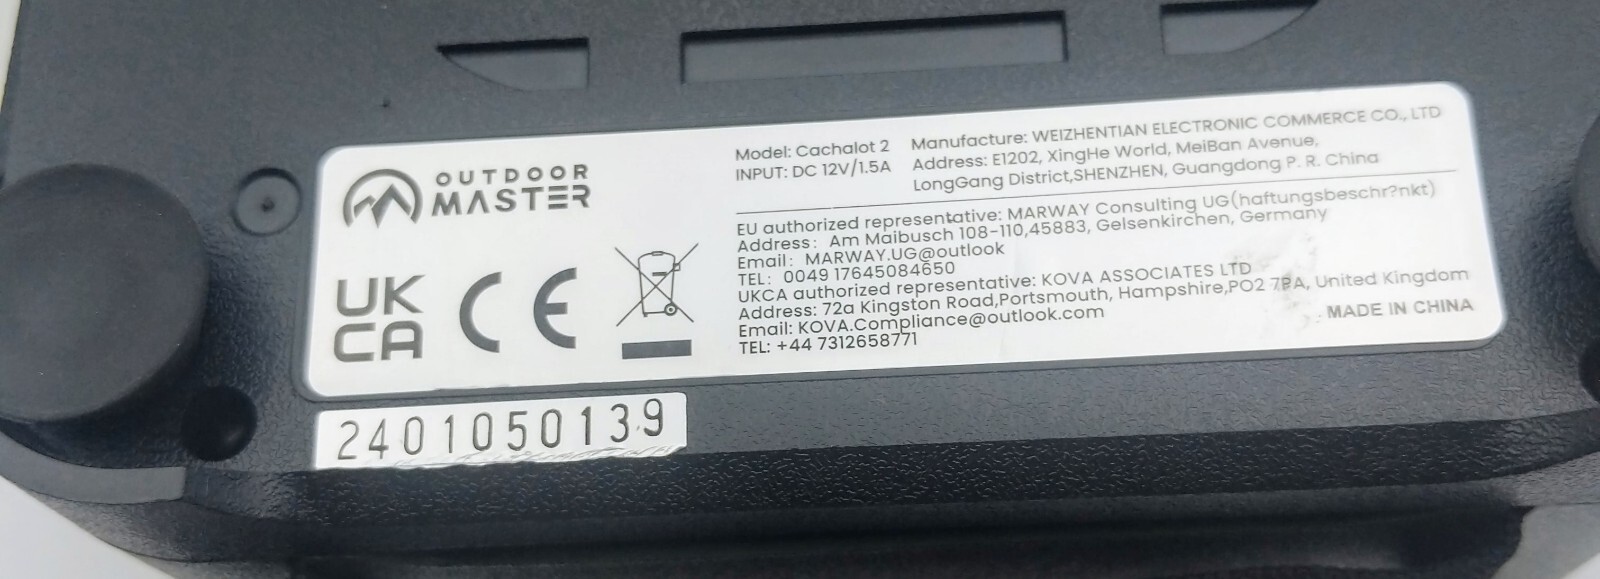 OUTDOOR
MASTER
UK
CA
CE
Model: Cachalot 2
INPUT: DC 12V/1.5A
Manufacture: WEIZHENTIAN ELECTRONIC COMMERCE CO., LTD
Address: E1202, XingHe World, MeiBan Avenue,
LongGang District,SHENZHEN, Guangdong P. R. China
EU authorized representative: MARWAY Consulting UG(haftungsbeschr?nkt)
Address: Am Maibusch 108-110,45883, Gelsenkirchen, Germany
Email: MARWAY.UG@outlook
TEL: 0049 17645084650
UKCA authorized representative: KOVA ASSOCIATES LTD
Address: 72a Kingston Road,Portsmouth, Hampshire,PO2 7PA, United Kingdom
Email: KOVA.Compliance@outlook.com
TEL: +44 7312658771
MADE IN CHINA
2401050139